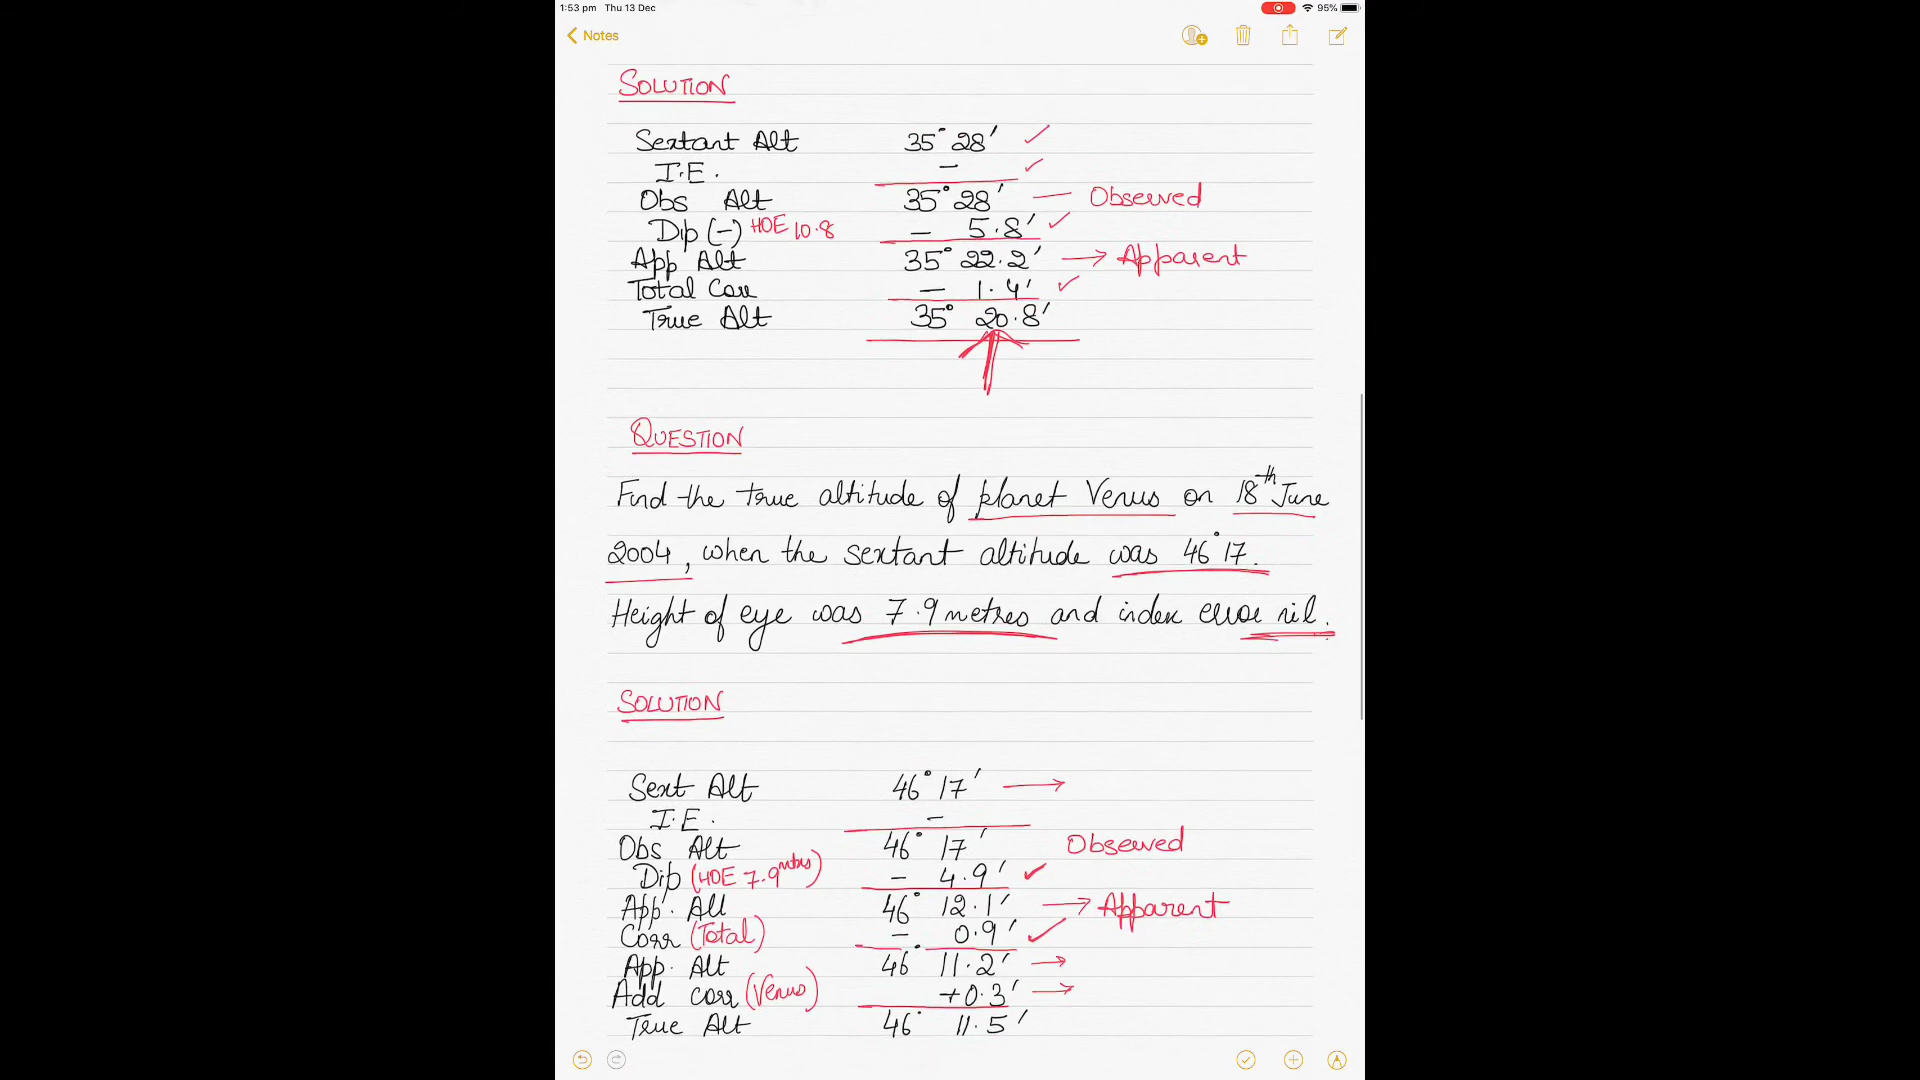 1:53 pm Thu 13 Dec 95%
Notes
SOLUTION
Sextant Alt 35° 28'
I.E. –
Obs Alt 35° 28' — Observed
Dip (–) HOE 10.8 – 5.8'
App Alt 35° 22.2' → Apparent
Total Corr – 1.4'
True Alt 35° 20.8'
QUESTION
Find the true altitude of planet Venus on 18th June
2004, when the sextant altitude was 46° 17.
Height of eye was 7.9 metres and index error nil.
SOLUTION
Sext Alt 46° 17' →
I.E. –
Obs Alt 46° 17' Observed
Dip (HOE 7.9 mtrs) – 4.9'
App. Alt 46° 12.1' → Apparent
Corr (Total) – 0.9'
App. Alt 46° 11.2' →
Add corr (Venus) +0.3' →
True Alt 46° 11.5'